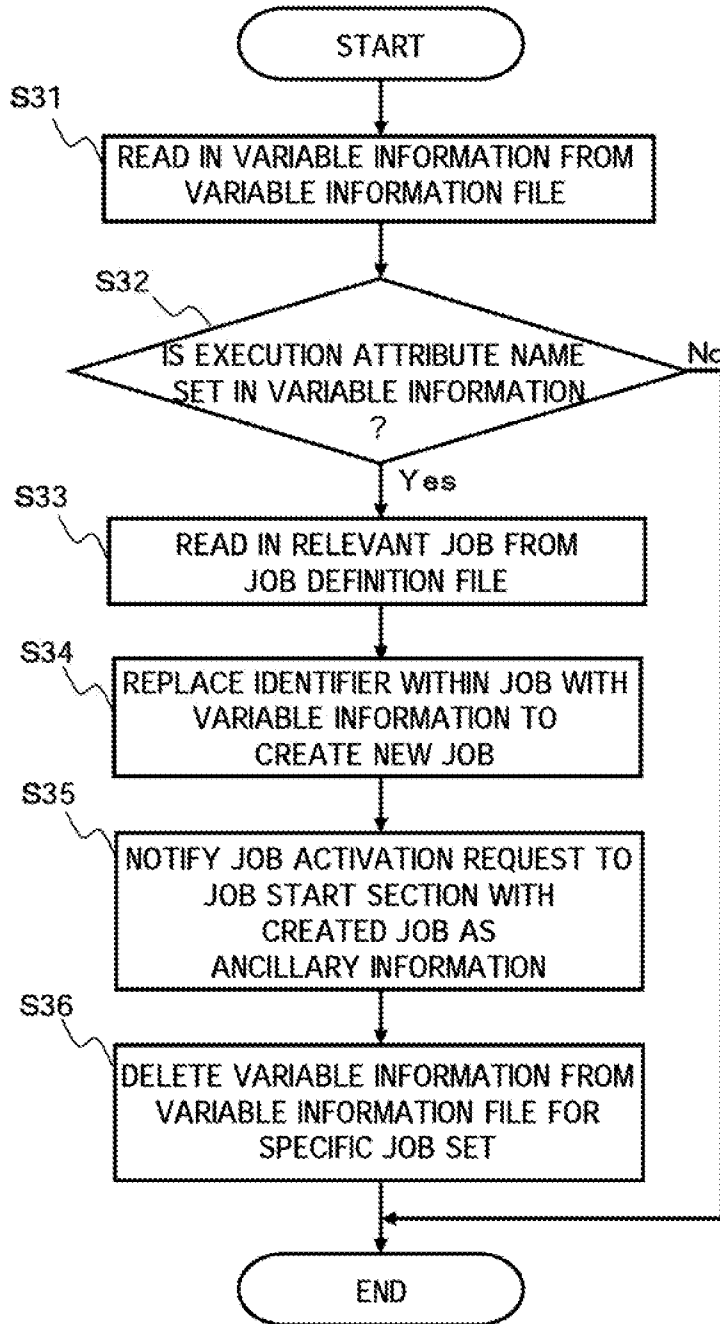 START
S31
READ IN VARIABLE INFORMATION FROM
VARIABLE INFORMATION FILE
S32
IS EXECUTION ATTRIBUTE NAME
SET IN VARIABLE INFORMATION
?
No
Yes
S33
READ IN RELEVANT JOB FROM
JOB DEFINITION FILE
S34
REPLACE IDENTIFIER WITHIN JOB WITH
VARIABLE INFORMATION TO
CREATE NEW JOB
S35
NOTIFY JOB ACTIVATION REQUEST TO
JOB START SECTION WITH
CREATED JOB AS
ANCILLARY INFORMATION
S36
DELETE VARIABLE INFORMATION FROM
VARIABLE INFORMATION FILE FOR
SPECIFIC JOB SET
END